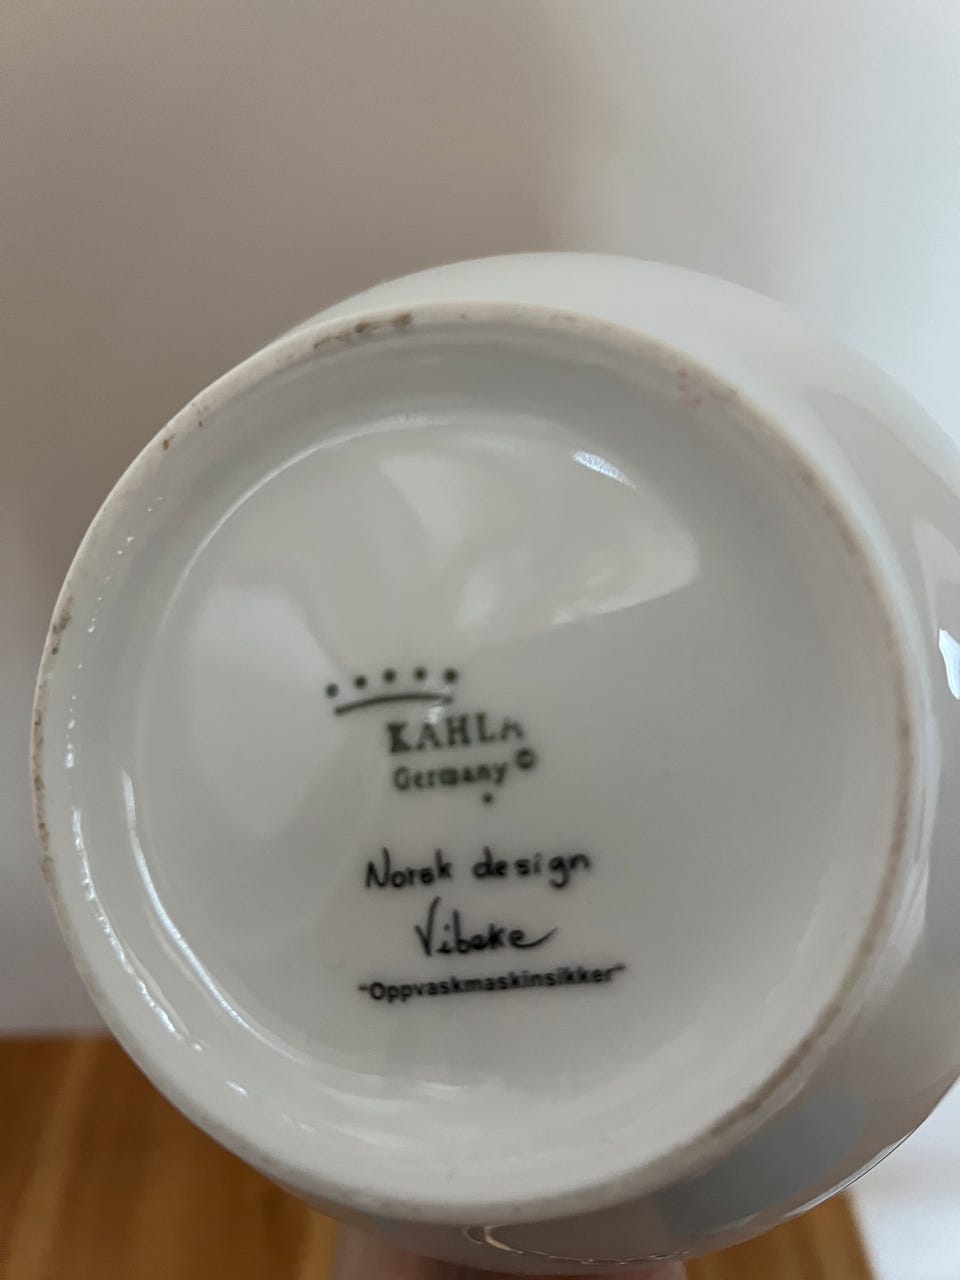 KAHLA
Germany ©
Norsk design
Vibeke
"Oppvaskmaskinsikker"